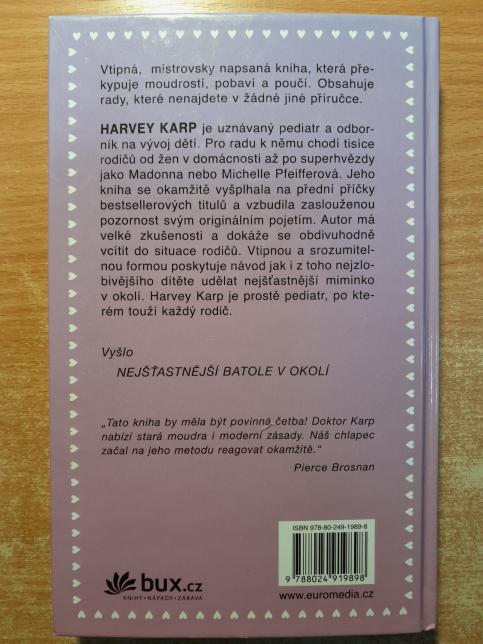 Vtipná, mistrovsky napsaná kniha, která pře-
kypuje moudrostí, pobaví a poučí. Obsahuje
rady, které nenajdete v žádné jiné příručce.
HARVEY KARP je uznávaný pediatr a odbor-
ník na vývoj dětí. Pro radu k němu chodí tisíce
rodičů od žen v domácnosti až po superhvězdy
jako Madonna nebo Michelle Pfeifferová. Jeho
kniha se okamžitě vyšplhala na přední příčky
bestsellerových titulů a vzbudila zaslouženou
pozornost svým originálním pojetím. Autor má
velké zkušenosti a dokáže se obdivuhodně
vcítit do situace rodičů. Vtipnou a srozumitel-
nou formou poskytuje návod jak i z toho nejzlo-
bivějšího dítěte udělat nejšťastnější miminko
v okolí. Harvey Karp je prostě pediatr, po kte-
rém touží každý rodič.
Vyšlo
NEJŠŤASTNĚJŠÍ BATOLE V OKOLÍ
„Tato kniha by měla být povinná četba! Doktor Karp
nabízí stará moudra i moderní zásady. Náš chlapec
začal na jeho metodu reagovat okamžitě.“
Pierce Brosnan
ISBN 978-80-249-1989-8
9 788024 919898
www.euromedia.cz
bux.cz
KNIHY • NÁPADY • ZÁBAVA